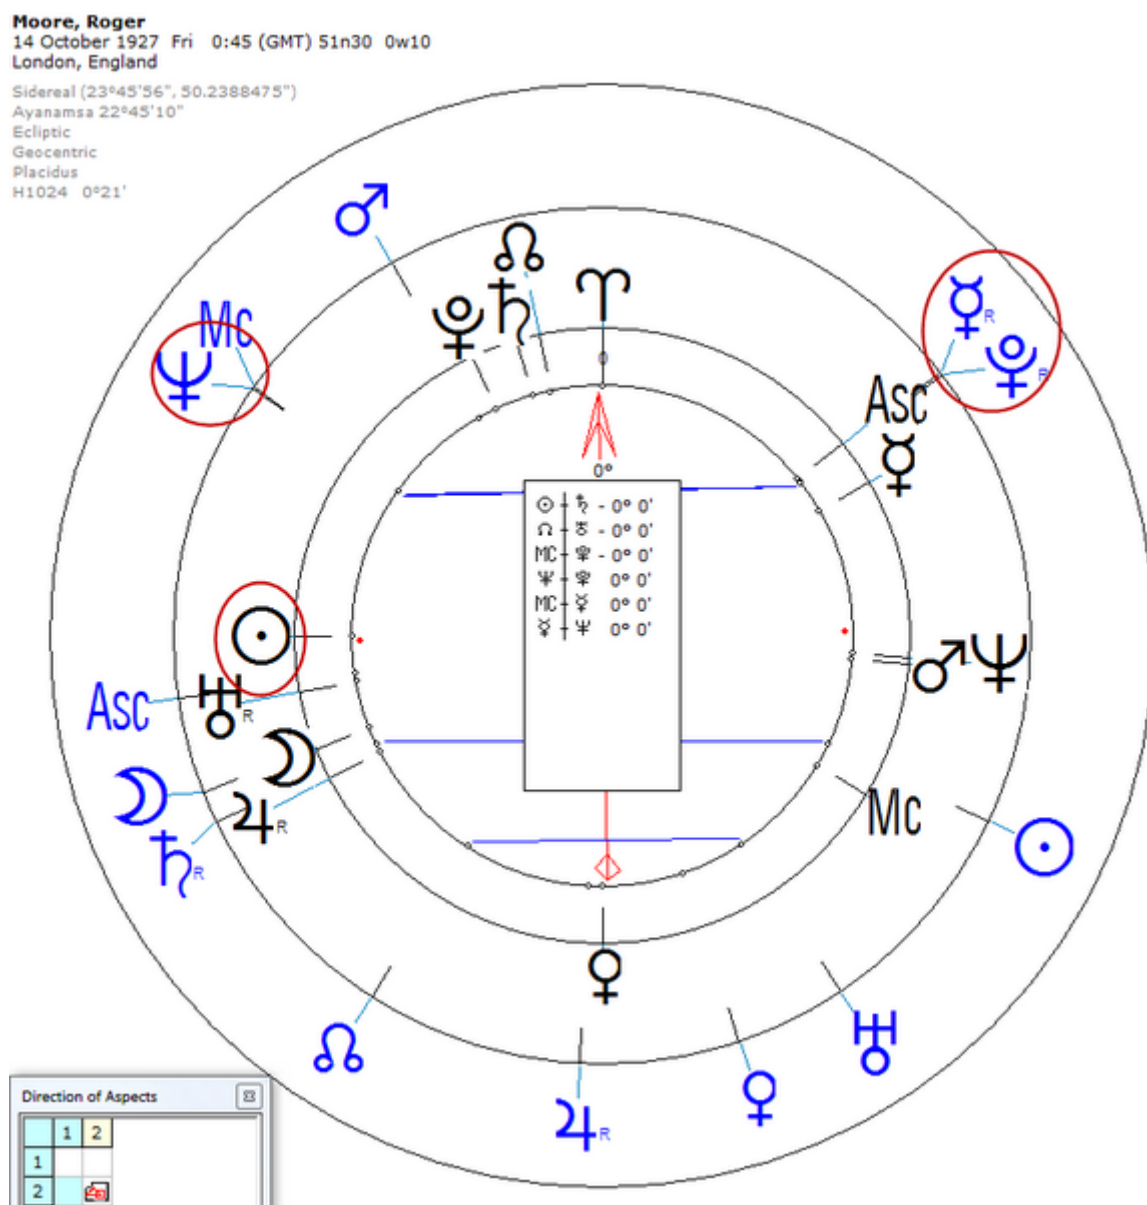 Moore, Roger
14 October 1927 Fri 0:45 (GMT) 51n30 0w10
London, England
Sidereal (23°45'56", 50.2388475")
Ayanamsa 22°45'10"
Ecliptic
Geocentric
Placidus
H1024 0°21'
♂
☊
♄
♈
♇
Mc
♆
☿ R
♇ R
0
Asc
☿
0°
☉ ♄ - 0° 0'
☊ ♅ - 0° 0'
MC ♇ - 0° 0'
♆ ♇ 0° 0'
MC ☿ 0° 0'
☿ ♆ 0° 0'
☉
♂ ♆
Asc ♅ R
☽
☽
♃ R
♄ R
Mc
☉
♀
☊
♅
♀
♃ R
Direction of Aspects
1 2
1
2